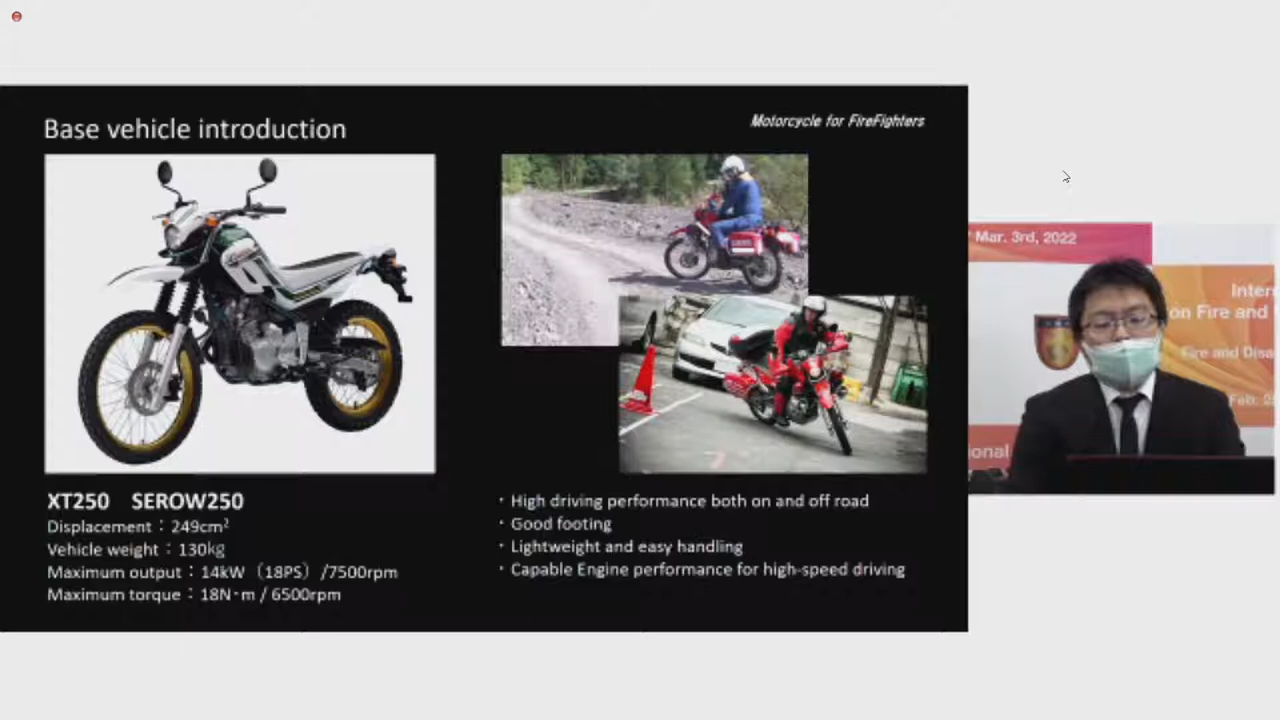 Base vehicle introduction
Motorcycle for FireFighters
XT250 SEROW250
Displacement：249cm²
Vehicle weight：130kg
Maximum output：14kW（18PS）/7500rpm
Maximum torque：18N･m / 6500rpm
・High driving performance both on and off road
・Good footing
・Lightweight and easy handling
・Capable Engine performance for high-speed driving
Mar. 3rd, 2022
Inter
on Fire and
Fire and Disa
Feb. 2
ional